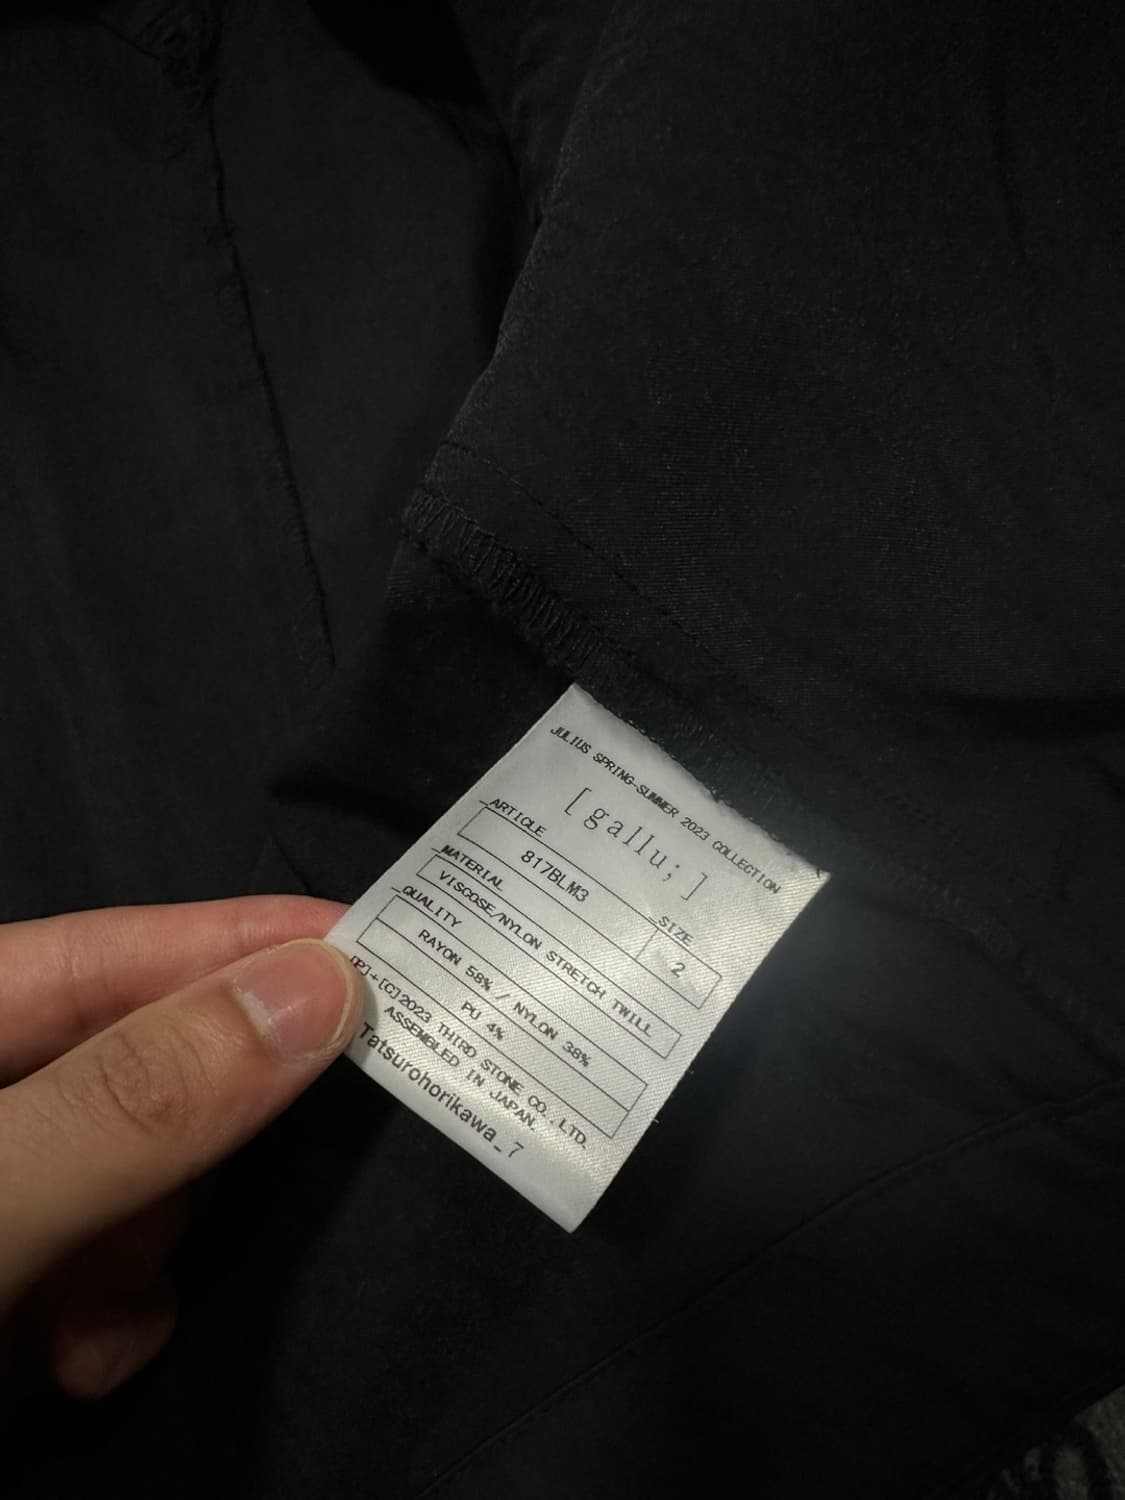 JULIUS SPRING-SUMMER 2023 COLLECTION
[gallu;]
_ARTICLE
_SIZE
817BLM3
2
_MATERIAL
VISCOSE/NYLON STRETCH TWILL
_QUALITY
RAYON 58% / NYLON 38%
PU 4%
[P]+[C]2023 THIRD STONE CO.,LTD.
ASSEMBLED IN JAPAN.
Tatsurohorikawa_7